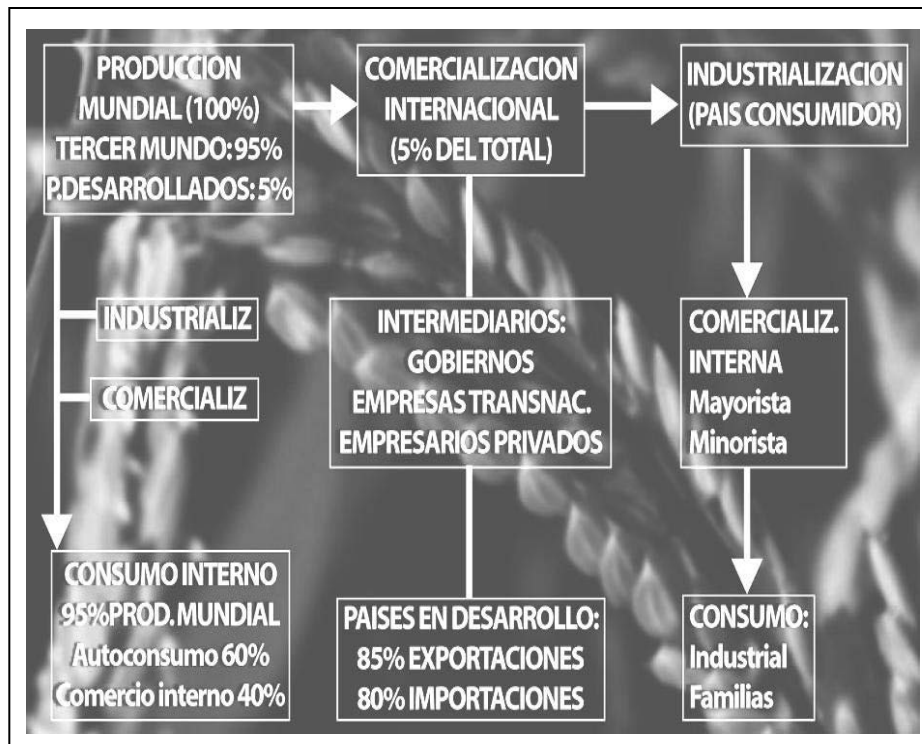 PRODUCCION
MUNDIAL (100%)
TERCER MUNDO: 95%
P.DESARROLLADOS: 5%
COMERCIALIZACION
INTERNACIONAL
(5% DEL TOTAL)
INDUSTRIALIZACION
(PAIS CONSUMIDOR)
INDUSTRIALIZ
COMERCIALIZ
INTERMEDIARIOS:
GOBIERNOS
EMPRESAS TRANSNAC.
EMPRESARIOS PRIVADOS
COMERCIALIZ.
INTERNA
Mayorista
Minorista
CONSUMO INTERNO
95%PROD. MUNDIAL
Autoconsumo 60%
Comercio interno 40%
PAISES EN DESARROLLO:
85% EXPORTACIONES
80% IMPORTACIONES
CONSUMO:
Industrial
Familias